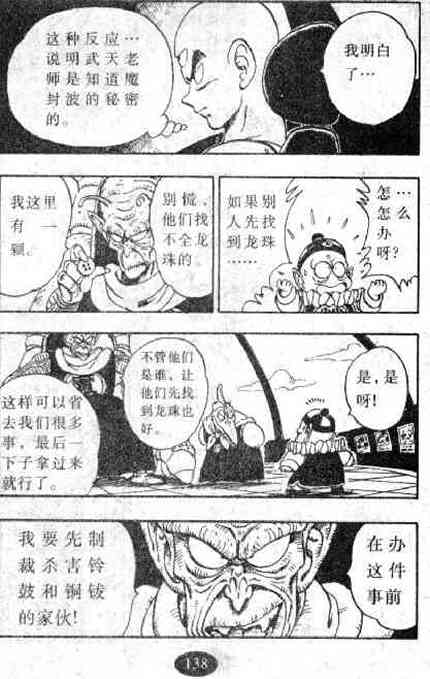 我明白
了…
这种反应…
说明武天老
师是知道魔
封波的秘密
的。
怎…
怎么
办
呀?
如果别
人先找
到龙珠…
别慌，
他们找
不全龙
珠的。
我这里
有一
颗。
是，是
呀!
不管他们
是谁，让
他们先找
到龙珠也
好。
这样可以省
去我们很多
事，最后一
下子拿过来
就行了。
在办
这件
事前
我要先制
裁杀害铃
鼓和铜钹
的家伙!
138